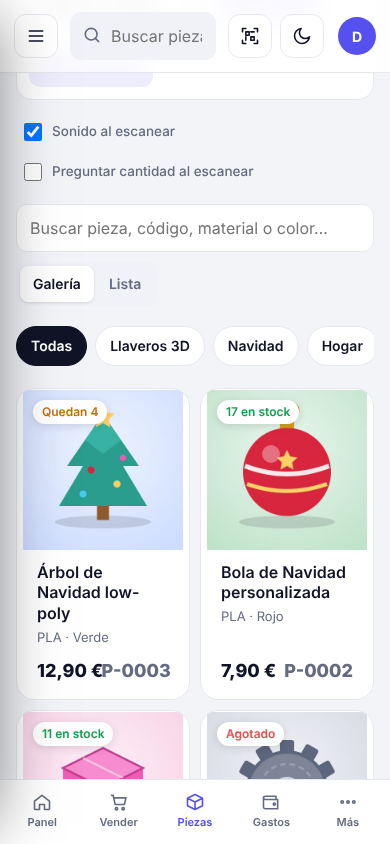 Buscar pieza
D
Sonido al escanear
Preguntar cantidad al escanear
Buscar pieza, código, material o color...
Galería
Lista
Todas
Llaveros 3D
Navidad
Hogar
Quedan 4
17 en stock
Árbol de
Navidad low-
poly
PLA · Verde
12,90 €
P-0003
Bola de Navidad
personalizada
PLA · Rojo
7,90 €
P-0002
11 en stock
Agotado
Panel
Vender
Piezas
Gastos
Más